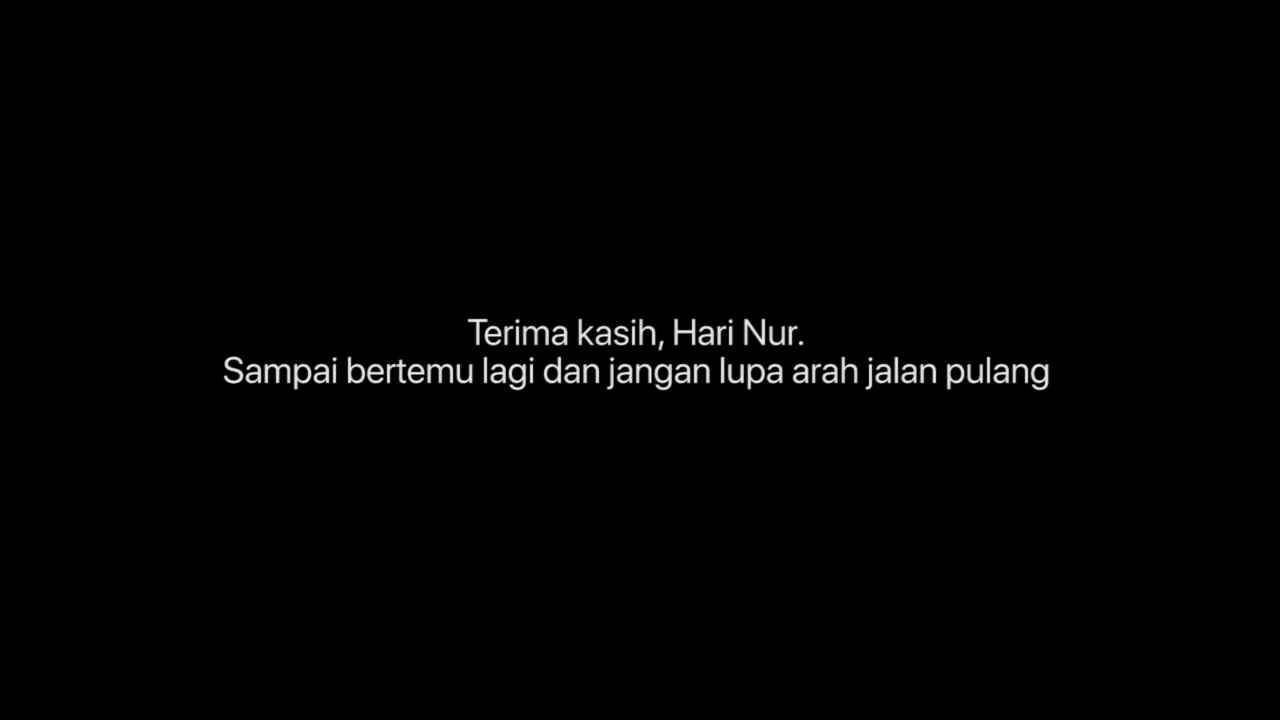 Terima kasih, Hari Nur.
Sampai bertemu lagi dan jangan lupa arah jalan pulang